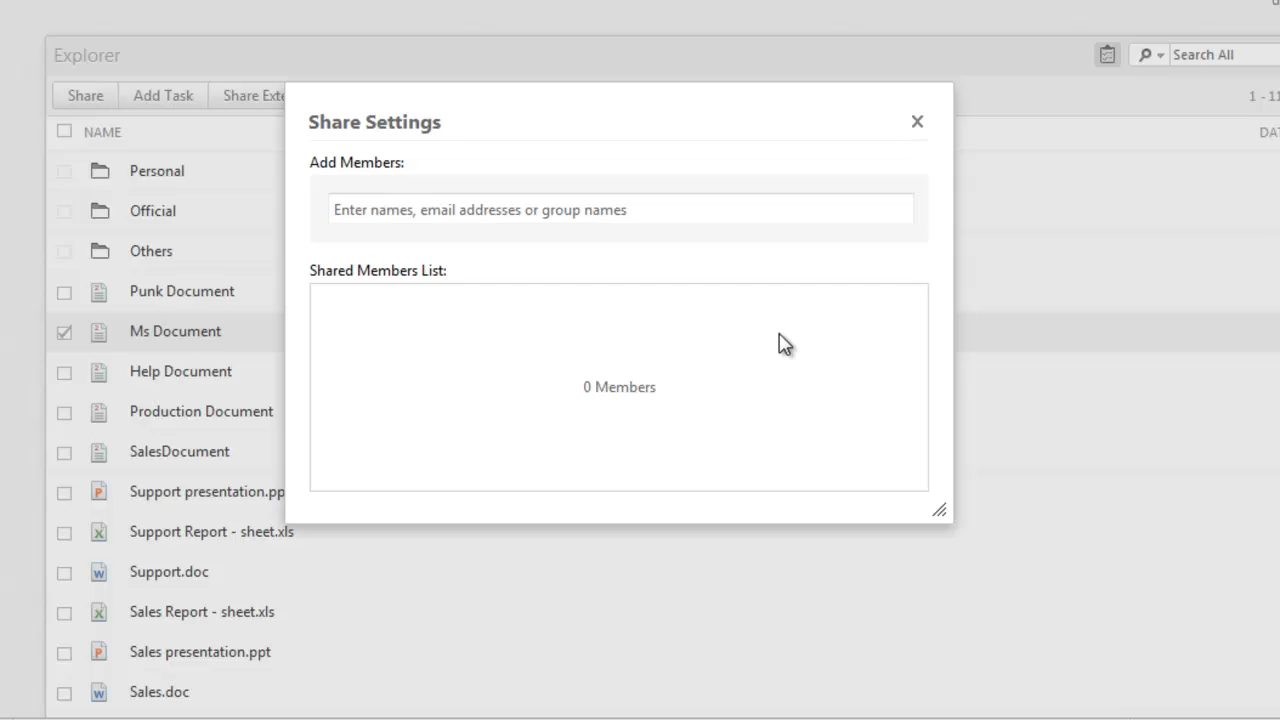 Explorer
Search All
Share
Add Task
Share Exte
1 - 11
NAME
DAT
Share Settings
Add Members:
Enter names, email addresses or group names
Shared Members List:
0 Members
Personal
Official
Others
Punk Document
Ms Document
Help Document
Production Document
SalesDocument
Support presentation.pp
Support Report - sheet.xls
Support.doc
Sales Report - sheet.xls
Sales presentation.ppt
Sales.doc